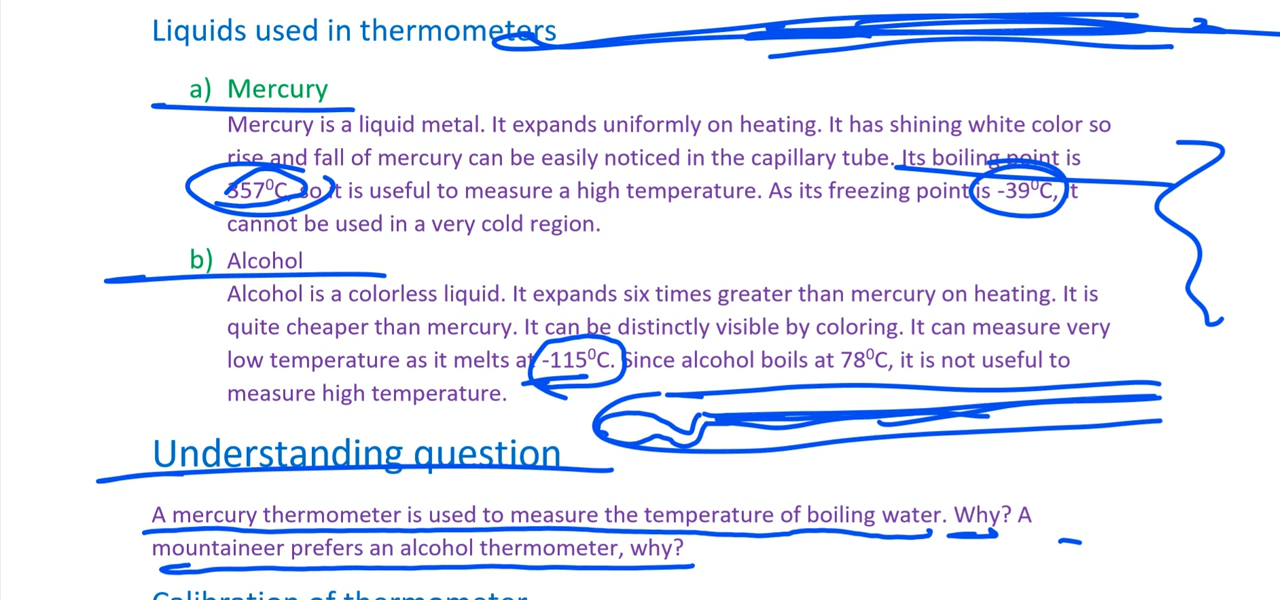 Liquids used in thermometers
a) Mercury
Mercury is a liquid metal. It expands uniformly on heating. It has shining white color so
rise and fall of mercury can be easily noticed in the capillary tube. Its boiling point is
357⁰C, so it is useful to measure a high temperature. As its freezing point is -39⁰C, it
cannot be used in a very cold region.
b) Alcohol
Alcohol is a colorless liquid. It expands six times greater than mercury on heating. It is
quite cheaper than mercury. It can be distinctly visible by coloring. It can measure very
low temperature as it melts at -115⁰C. Since alcohol boils at 78⁰C, it is not useful to
measure high temperature.
Understanding question
A mercury thermometer is used to measure the temperature of boiling water. Why? A
mountaineer prefers an alcohol thermometer, why?
Calibration of thermometer